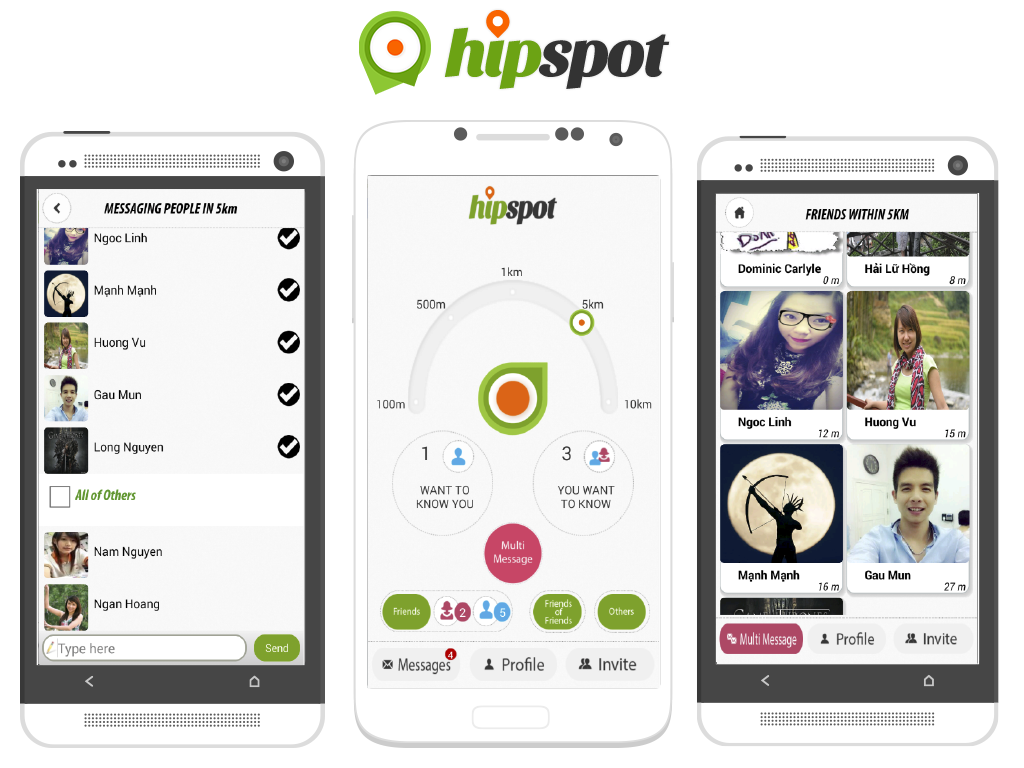 hipspot
MESSAGING PEOPLE IN 5km
Ngoc Linh
Mạnh Mạnh
Huong Vu
Gau Mun
Long Nguyen
All of Others
Nam Nguyen
Ngan Hoang
Type here
Send
hipspot
1km
500m
5km
100m
10km
1
WANT TO
KNOW YOU
3
YOU WANT
TO KNOW
Multi
Message
Friends
2
5
Friends
of
Friends
Others
Messages
4
Profile
Invite
FRIENDS WITHIN 5KM
Dominic Carlyle
0 m
Hải Lữ Hồng
8 m
Ngoc Linh
12 m
Huong Vu
15 m
Mạnh Mạnh
16 m
Gau Mun
27 m
GAME THRONES
Multi Message
Profile
Invite